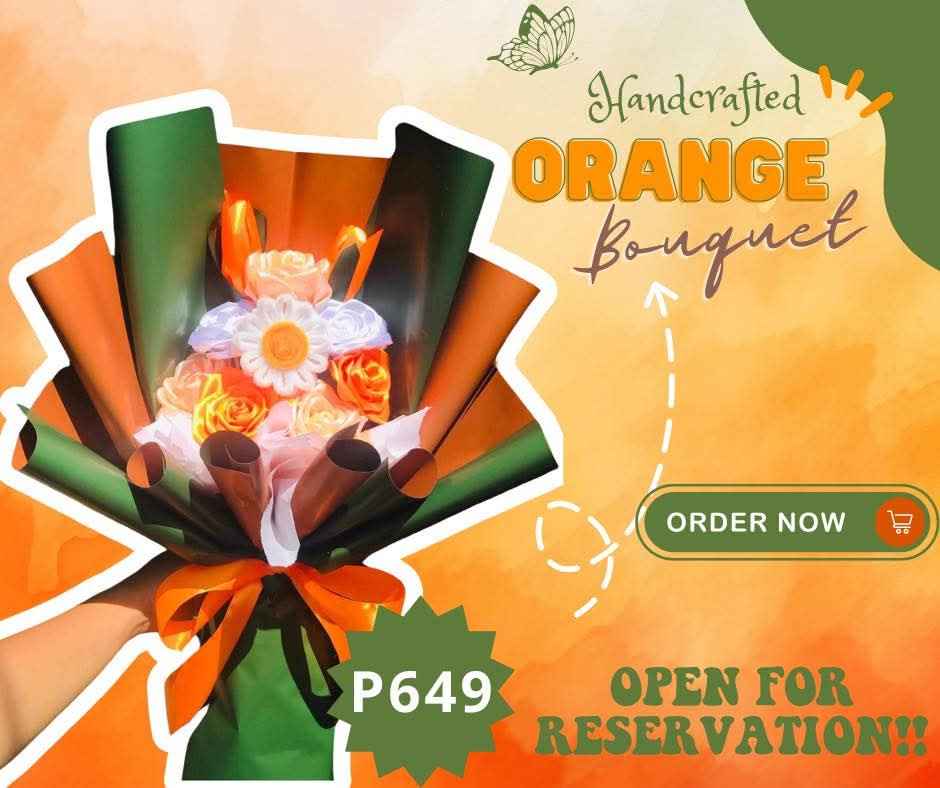 Handcrafted
ORANGE
Bouquet
ORDER NOW
P649
OPEN FOR
RESERVATION!!